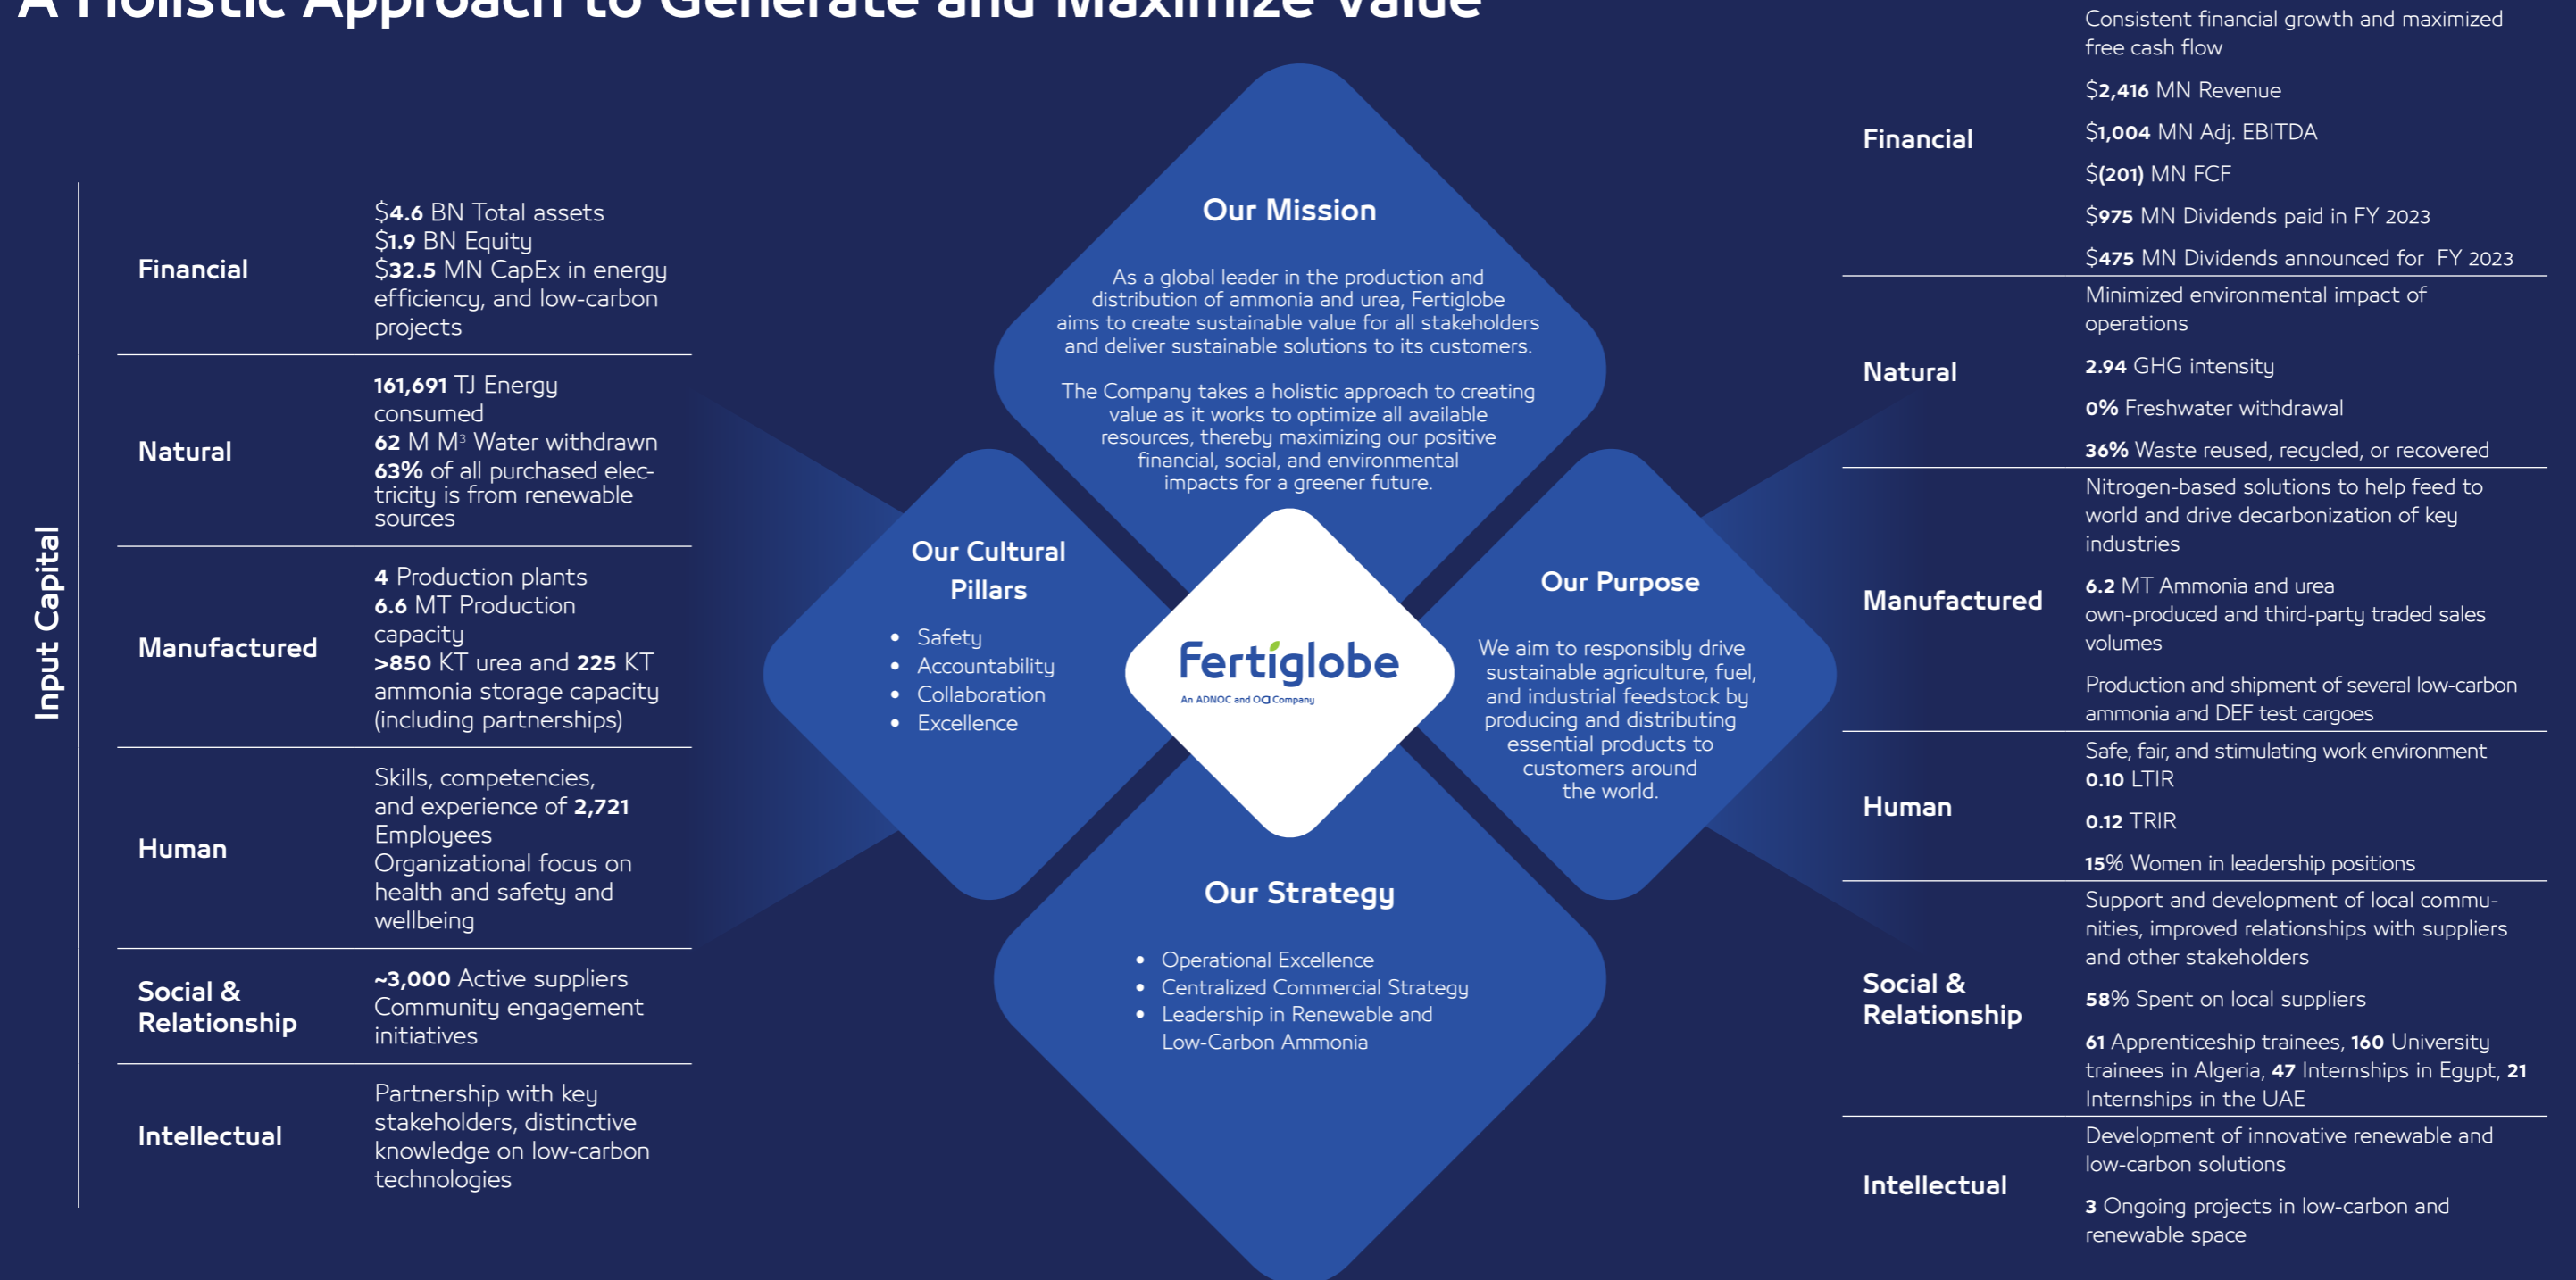 A Holistic Approach to Generate and Maximize Value
Input Capital
Financial
$4.6 BN Total assets
$1.9 BN Equity
$32.5 MN CapEx in energy
efficiency, and low-carbon
projects
Natural
161,691 TJ Energy
consumed
62 M M³ Water withdrawn
63% of all purchased elec-
tricity is from renewable
sources
Manufactured
4 Production plants
6.6 MT Production
capacity
>850 KT urea and 225 KT
ammonia storage capacity
(including partnerships)
Human
Skills, competencies,
and experience of 2,721
Employees
Organizational focus on
health and safety and
wellbeing
Social &
Relationship
~3,000 Active suppliers
Community engagement
initiatives
Intellectual
Partnership with key
stakeholders, distinctive
knowledge on low-carbon
technologies
Our Mission
As a global leader in the production and
distribution of ammonia and urea, Fertiglobe
aims to create sustainable value for all stakeholders
and deliver sustainable solutions to its customers.
The Company takes a holistic approach to creating
value as it works to optimize all available
resources, thereby maximizing our positive
financial, social, and environmental
impacts for a greener future.
Our Cultural
Pillars
• Safety
• Accountability
• Collaboration
• Excellence
Fertiglobe
An ADNOC and OCI Company
Our Purpose
We aim to responsibly drive
sustainable agriculture, fuel,
and industrial feedstock by
producing and distributing
essential products to
customers around
the world.
Our Strategy
• Operational Excellence
• Centralized Commercial Strategy
• Leadership in Renewable and
Low-Carbon Ammonia
Financial
Consistent financial growth and maximized
free cash flow
$2,416 MN Revenue
$1,004 MN Adj. EBITDA
$(201) MN FCF
$975 MN Dividends paid in FY 2023
$475 MN Dividends announced for FY 2023
Natural
Minimized environmental impact of
operations
2.94 GHG intensity
0% Freshwater withdrawal
36% Waste reused, recycled, or recovered
Manufactured
Nitrogen-based solutions to help feed to
world and drive decarbonization of key
industries
6.2 MT Ammonia and urea
own-produced and third-party traded sales
volumes
Production and shipment of several low-carbon
ammonia and DEF test cargoes
Human
Safe, fair, and stimulating work environment
0.10 LTIR
0.12 TRIR
15% Women in leadership positions
Social &
Relationship
Support and development of local commu-
nities, improved relationships with suppliers
and other stakeholders
58% Spent on local suppliers
61 Apprenticeship trainees, 160 University
trainees in Algeria, 47 Internships in Egypt, 21
Internships in the UAE
Intellectual
Development of innovative renewable and
low-carbon solutions
3 Ongoing projects in low-carbon and
renewable space